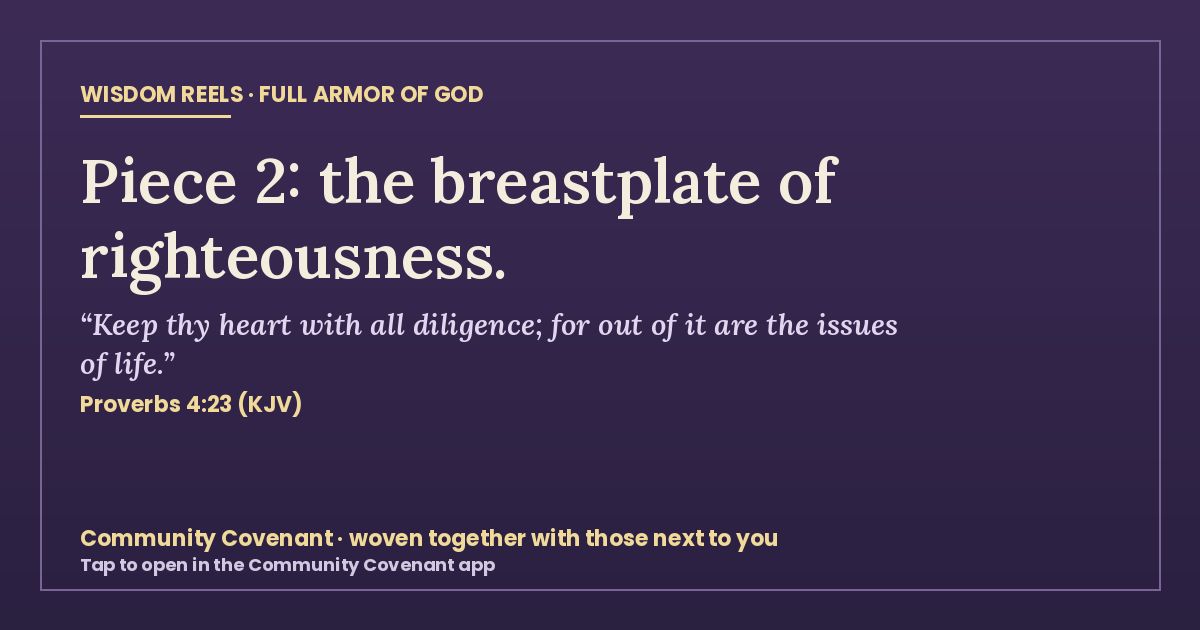 WISDOM REELS · FULL ARMOR OF GOD
Piece 2: the breastplate of
righteousness.
“Keep thy heart with all diligence; for out of it are the issues
of life.”
Proverbs 4:23 (KJV)
Community Covenant · woven together with those next to you
Tap to open in the Community Covenant app